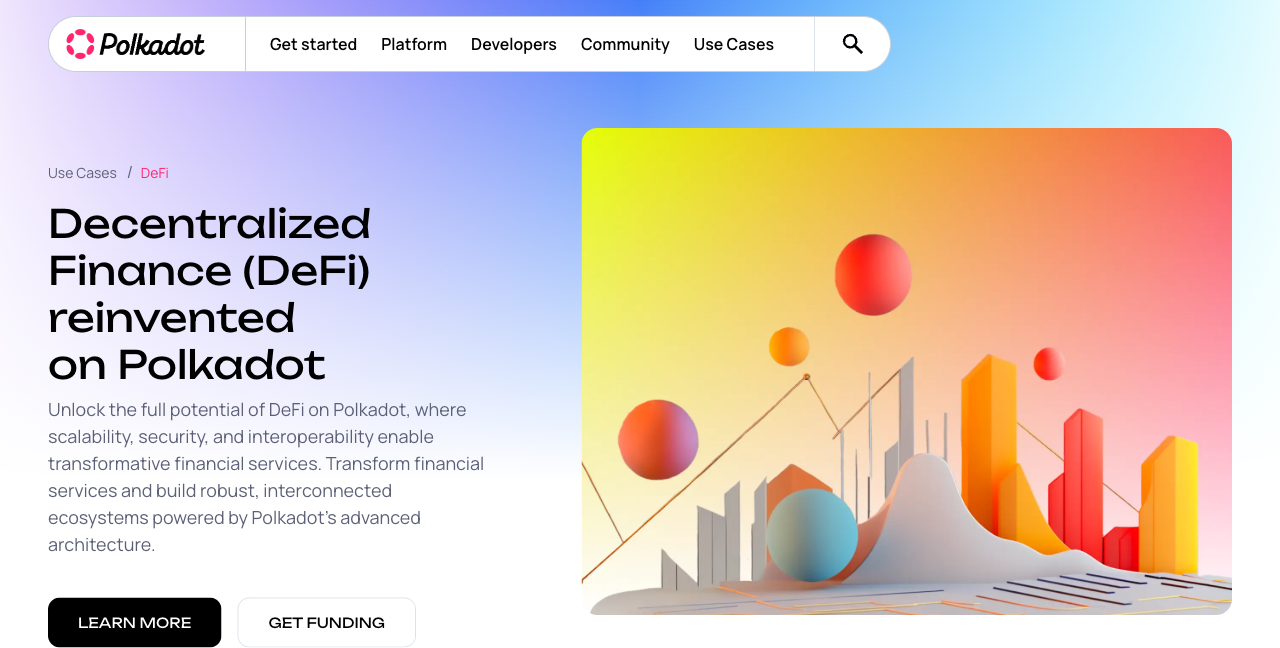 Polkadot
Get started
Platform
Developers
Community
Use Cases
Use Cases / DeFi
Decentralized
Finance (DeFi)
reinvented
on Polkadot
Unlock the full potential of DeFi on Polkadot, where
scalability, security, and interoperability enable
transformative financial services. Transform financial
services and build robust, interconnected
ecosystems powered by Polkadot's advanced
architecture.
LEARN MORE
GET FUNDING